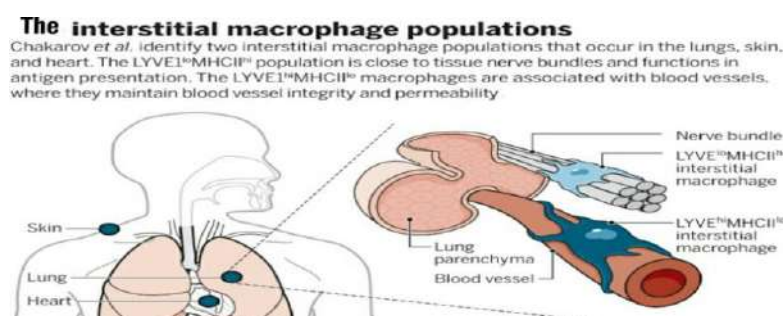 The interstitial macrophage populations
Chakarov et al. identify two interstitial macrophage populations that occur in the lungs, skin,
and heart. The LYVE1ˡᵒMHCIIʰⁱ population is close to tissue nerve bundles and functions in
antigen presentation. The LYVE1ʰⁱMHCIIˡᵒ macrophages are associated with blood vessels,
where they maintain blood vessel integrity and permeability
Nerve bundle
LYVEˡᵒMHCIIʰⁱ
interstitial
macrophage
Skin
LYVEʰⁱMHCIIˡᵒ
interstitial
macrophage
Lung
parenchyma
Blood vessel
Lung
Heart